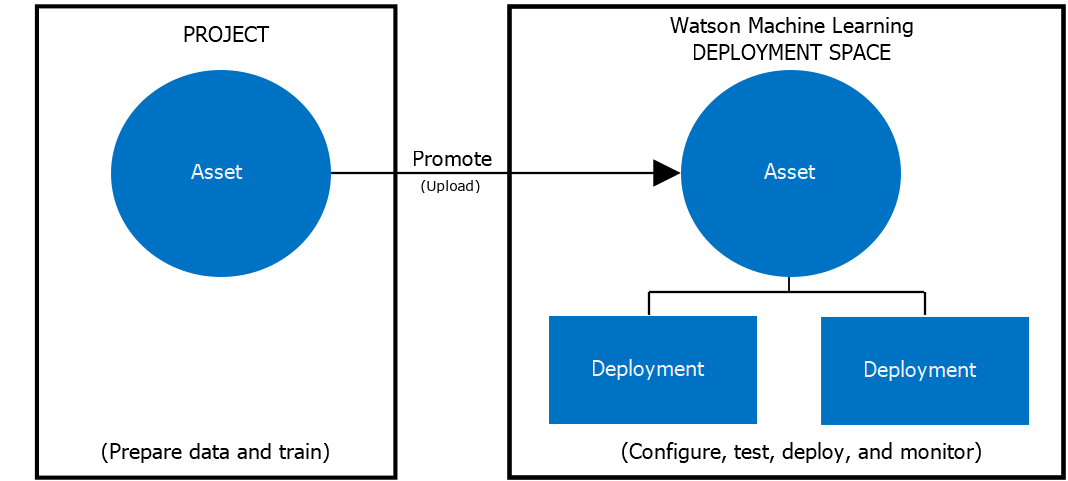 PROJECT
Asset
(Prepare data and train)
Promote
(Upload)
Watson Machine Learning
DEPLOYMENT SPACE
Asset
Deployment
Deployment
(Configure, test, deploy, and monitor)